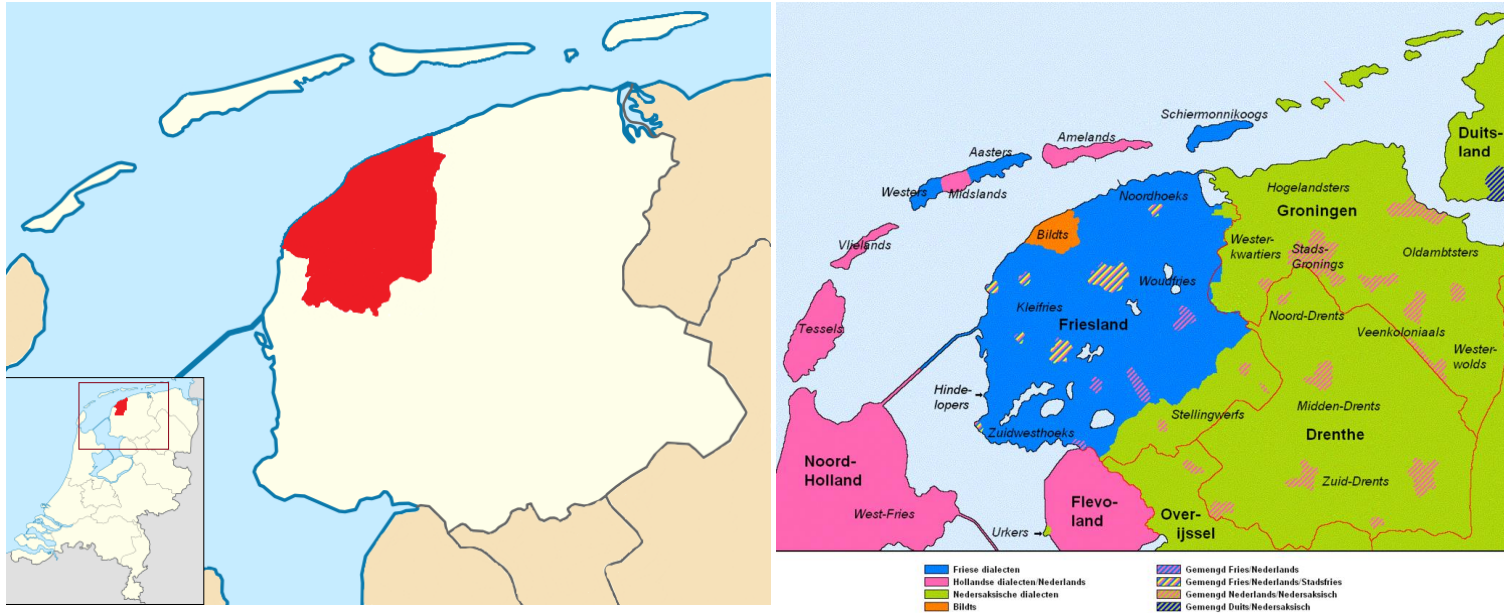 Schiermonnikoogs
Amelands
Duits-
land
Aasters
Westers
Midslands
Noordhoeks
Hogelandsters
Groningen
Bildts
Vlielands
Wester-
kwartiers
Stads-
Gronings
Oldambtsters
Woudfries
Kleifries
Friesland
Noord-Drents
Veenkoloniaals
Tessels
Wester-
wolds
Hinde-
lopers
Midden-Drents
Stellingwerfs
Zuidwesthoeks
Drenthe
Noord-
Holland
Zuid-Drents
Flevo-
land
West-Fries
Over-
ijssel
Urkers
Friese dialecten
Hollandse dialecten/Nederlands
Nedersaksische dialecten
Bildts
Gemengd Fries/Nederlands
Gemengd Fries/Nederlands/Stadsfries
Gemengd Nederlands/Nedersaksisch
Gemengd Duits/Nedersaksisch